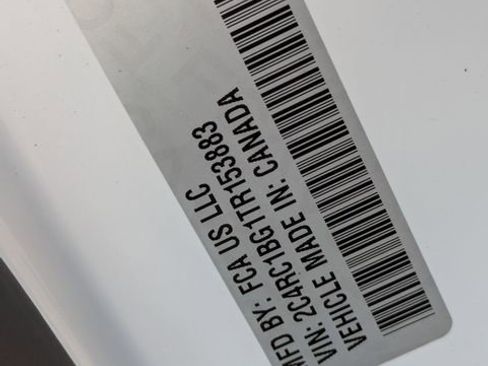 MFD BY: FCA US LLC
VIN: 2C4RC1BG1TR153883
VEHICLE MADE IN: CANADA